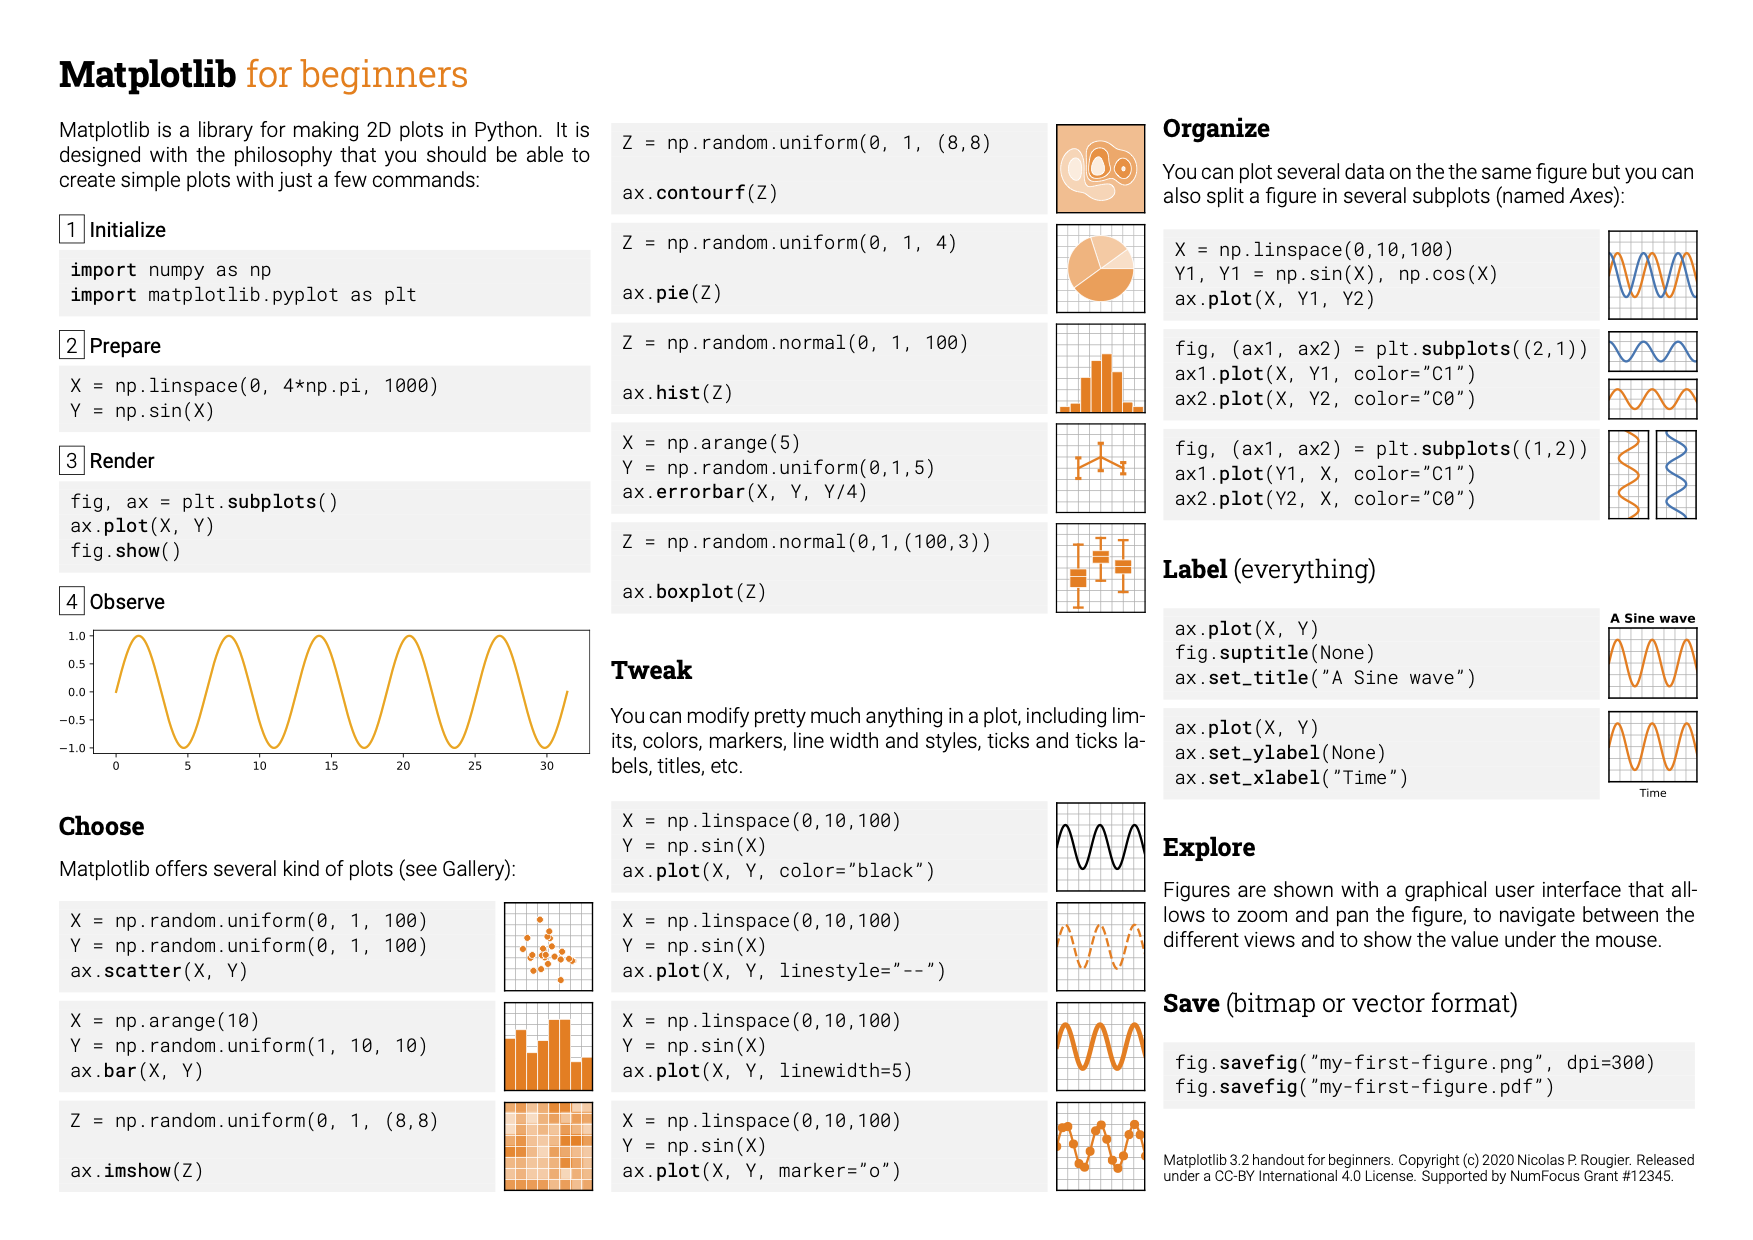 Matplotlib for beginners
Matplotlib is a library for making 2D plots in Python. It is
designed with the philosophy that you should be able to
create simple plots with just a few commands:
1 Initialize
import numpy as np
import matplotlib.pyplot as plt
2 Prepare
X = np.linspace(0, 4*np.pi, 1000)
Y = np.sin(X)
3 Render
fig, ax = plt.subplots()
ax.plot(X, Y)
fig.show()
4 Observe
1.0
0.5
0.0
−0.5
−1.0
0 5 10 15 20 25 30
Choose
Matplotlib offers several kind of plots (see Gallery):
X = np.random.uniform(0, 1, 100)
Y = np.random.uniform(0, 1, 100)
ax.scatter(X, Y)
X = np.arange(10)
Y = np.random.uniform(1, 10, 10)
ax.bar(X, Y)
Z = np.random.uniform(0, 1, (8,8)
ax.imshow(Z)
Z = np.random.uniform(0, 1, (8,8)
ax.contourf(Z)
Z = np.random.uniform(0, 1, 4)
ax.pie(Z)
Z = np.random.normal(0, 1, 100)
ax.hist(Z)
X = np.arange(5)
Y = np.random.uniform(0,1,5)
ax.errorbar(X, Y, Y/4)
Z = np.random.normal(0,1,(100,3))
ax.boxplot(Z)
Tweak
You can modify pretty much anything in a plot, including lim-
its, colors, markers, line width and styles, ticks and ticks la-
bels, titles, etc.
X = np.linspace(0,10,100)
Y = np.sin(X)
ax.plot(X, Y, color="black")
X = np.linspace(0,10,100)
Y = np.sin(X)
ax.plot(X, Y, linestyle="--")
X = np.linspace(0,10,100)
Y = np.sin(X)
ax.plot(X, Y, linewidth=5)
X = np.linspace(0,10,100)
Y = np.sin(X)
ax.plot(X, Y, marker="o")
Organize
You can plot several data on the the same figure but you can
also split a figure in several subplots (named Axes):
X = np.linspace(0,10,100)
Y1, Y1 = np.sin(X), np.cos(X)
ax.plot(X, Y1, Y2)
fig, (ax1, ax2) = plt.subplots((2,1))
ax1.plot(X, Y1, color="C1")
ax2.plot(X, Y2, color="C0")
fig, (ax1, ax2) = plt.subplots((1,2))
ax1.plot(Y1, X, color="C1")
ax2.plot(Y2, X, color="C0")
Label (everything)
ax.plot(X, Y)
fig.suptitle(None)
ax.set_title("A Sine wave")
A Sine wave
ax.plot(X, Y)
ax.set_ylabel(None)
ax.set_xlabel("Time")
Time
Explore
Figures are shown with a graphical user interface that all-
lows to zoom and pan the figure, to navigate between the
different views and to show the value under the mouse.
Save (bitmap or vector format)
fig.savefig("my-first-figure.png", dpi=300)
fig.savefig("my-first-figure.pdf")
Matplotlib 3.2 handout for beginners. Copyright (c) 2020 Nicolas P. Rougier. Released
under a CC-BY International 4.0 License. Supported by NumFocus Grant #12345.